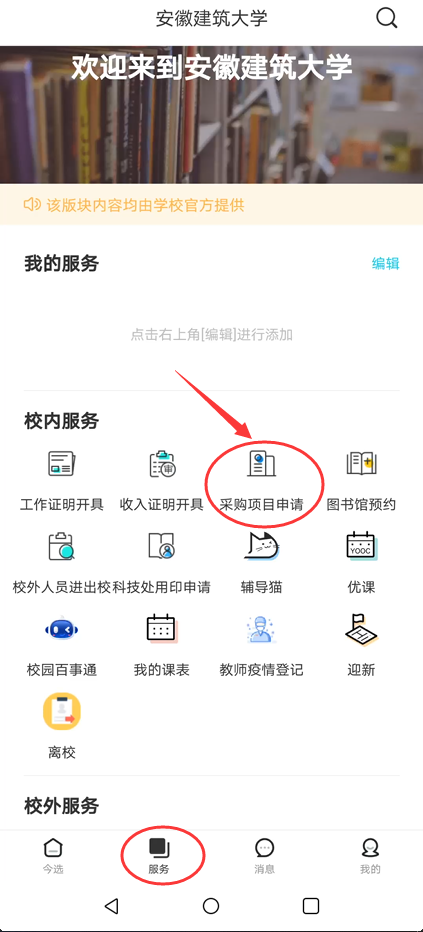 安徽建筑大学
欢迎来到安徽建筑大学
该版块内容均由学校官方提供
我的服务
编辑
点击右上角[编辑]进行添加
校内服务
工作证明开具
收入证明开具
审
采购项目申请
图书馆预约
校外人员进出校
科技处用印申请
辅导猫
YOOC
优课
校园百事通
我的课表
教师疫情登记
迎新
离校
校外服务
今选
服务
消息
我的